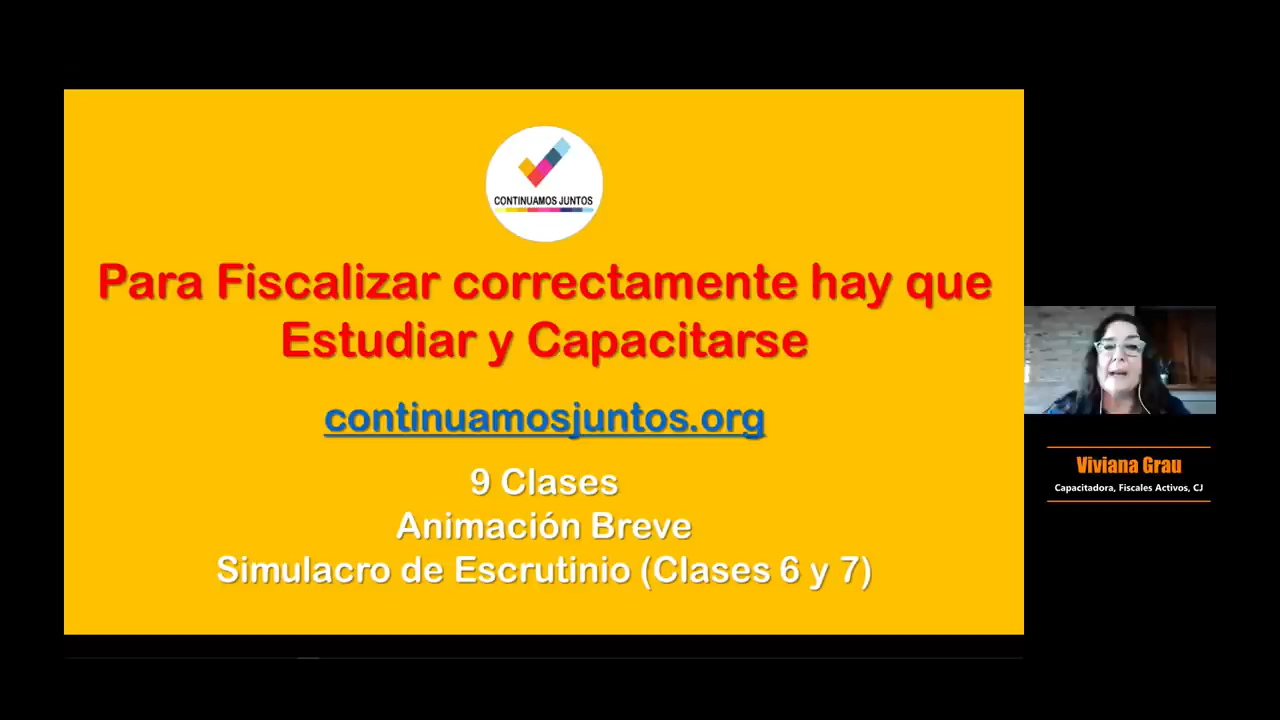 CONTINUAMOS JUNTOS
Para Fiscalizar correctamente hay que
Estudiar y Capacitarse
continuamosjuntos.org
9 Clases
Animación Breve
Simulacro de Escrutinio (Clases 6 y 7)
Viviana Grau
Capacitadora, Fiscales Activos, CJ